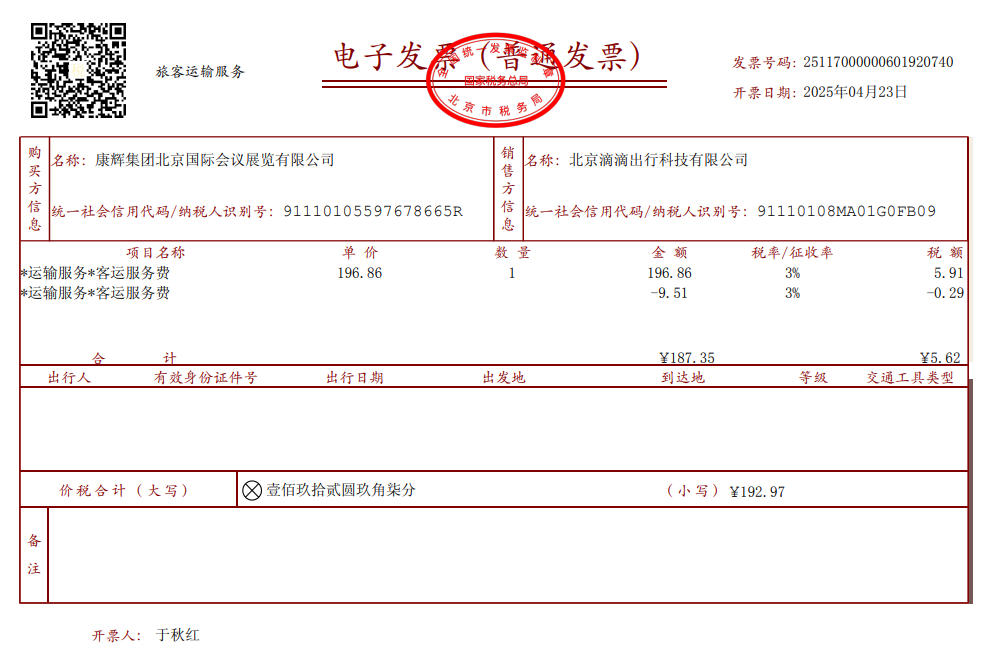 旅客运输服务
电子发票（普通发票）
全国统一发票监制章
国家税务总局
北京市税务局
发票号码：25117000000601920740
开票日期：2025年04月23日
购买方信息
名称：康辉集团北京国际会议展览有限公司
统一社会信用代码/纳税人识别号：91110105597678665R
销售方信息
名称：北京滴滴出行科技有限公司
统一社会信用代码/纳税人识别号：91110108MA01G0FB09
项目名称 单价 数量 金额 税率/征收率 税额
*运输服务*客运服务费 196.86 1 196.86 3% 5.91
*运输服务*客运服务费 -9.51 3% -0.29
合计 ¥187.35 ¥5.62
出行人 有效身份证件号 出行日期 出发地 到达地 等级 交通工具类型
价税合计（大写） 壹佰玖拾贰圆玖角柒分 （小写）¥192.97
备注
开票人：于秋红